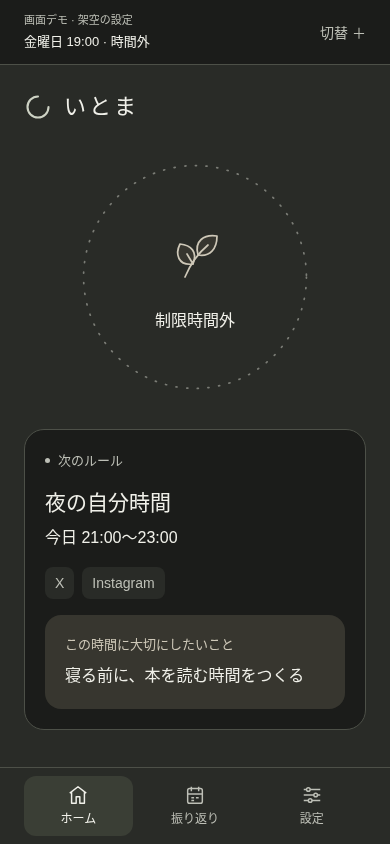 画面デモ · 架空の設定
金曜日 19:00 · 時間外
切替 ＋
いとま
制限時間外
次のルール
夜の自分時間
今日 21:00〜23:00
X
Instagram
この時間に大切にしたいこと
寝る前に、本を読む時間をつくる
ホーム
振り返り
設定